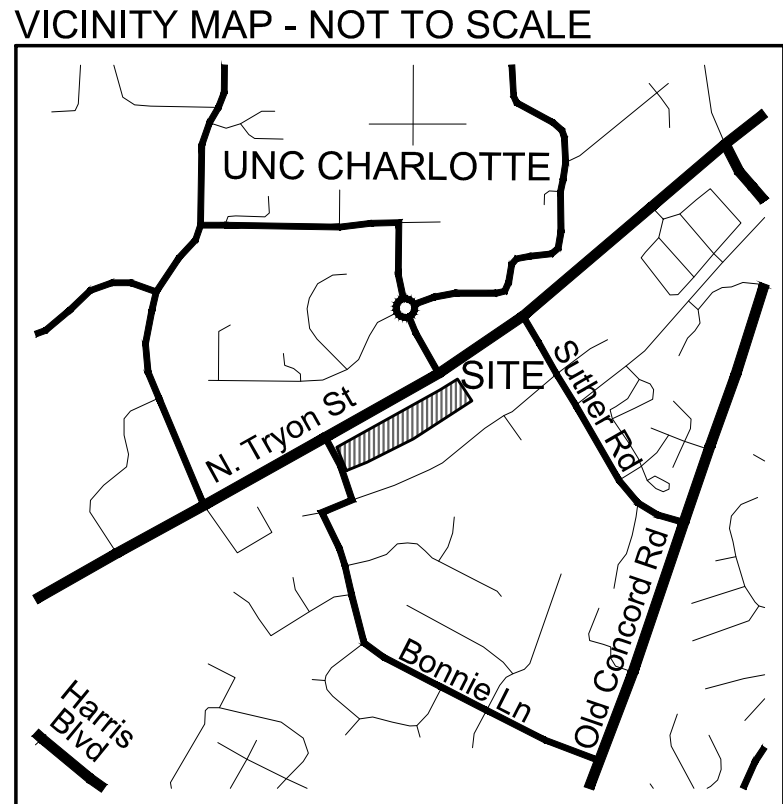 VICINITY MAP - NOT TO SCALE
UNC CHARLOTTE
SITE
N. Tryon St
Suther Rd
Old Concord Rd
Bonnie Ln
Harris
Blvd